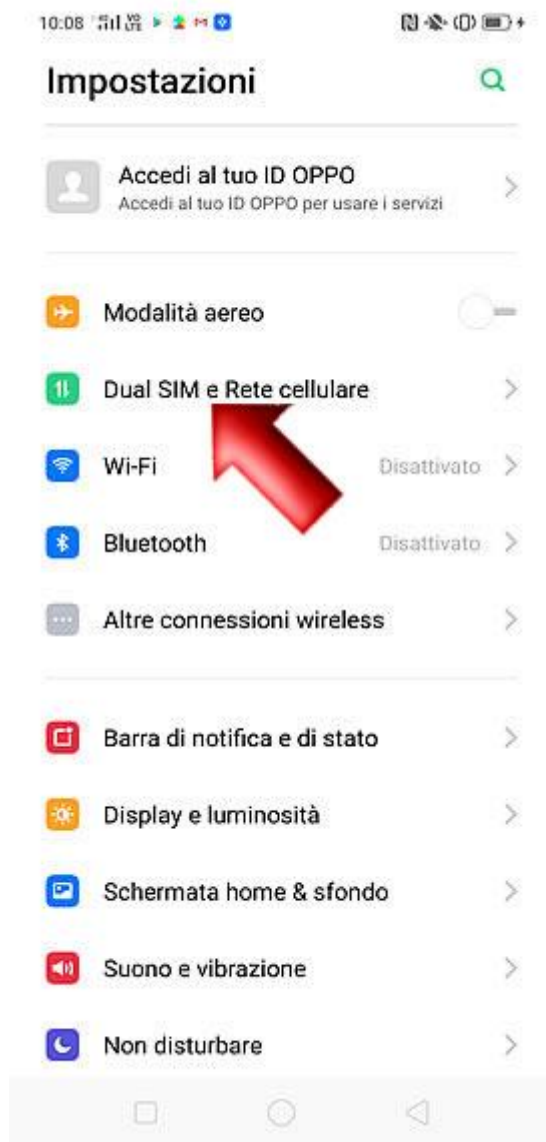 10:08
Impostazioni
Accedi al tuo ID OPPO
Accedi al tuo ID OPPO per usare i servizi
Modalità aereo
Dual SIM e Rete cellulare
Wi-Fi Disattivato
Bluetooth Disattivato
Altre connessioni wireless
Barra di notifica e di stato
Display e luminosità
Schermata home & sfondo
Suono e vibrazione
Non disturbare